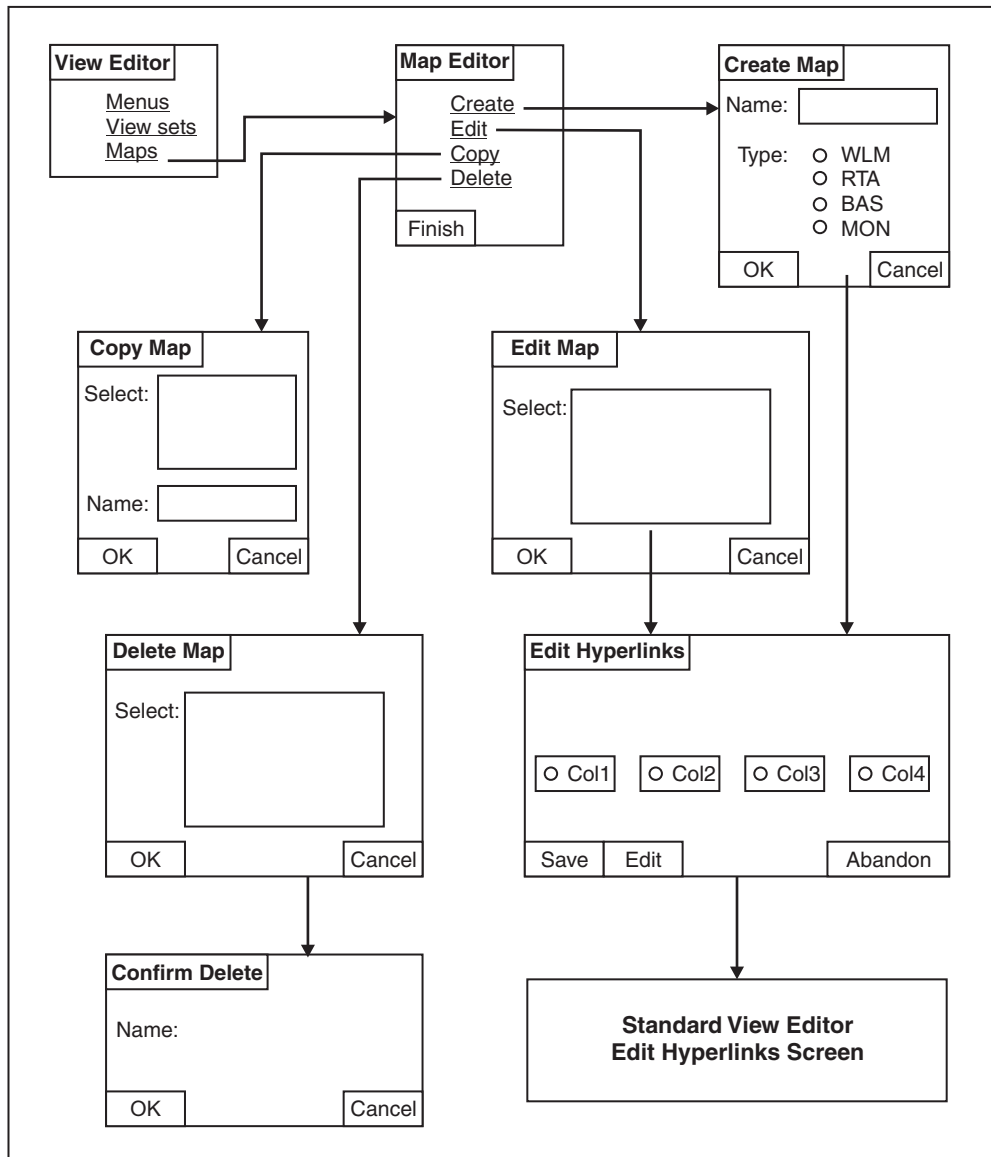 View Editor
Menus
View sets
Maps
Map Editor
Create
Edit
Copy
Delete
Finish
Create Map
Name:
Type:
WLM
RTA
BAS
MON
OK
Cancel
Copy Map
Select:
Name:
OK
Cancel
Edit Map
Select:
OK
Cancel
Delete Map
Select:
OK
Cancel
Edit Hyperlinks
Col1
Col2
Col3
Col4
Save
Edit
Abandon
Confirm Delete
Name:
OK
Cancel
Standard View Editor
Edit Hyperlinks Screen